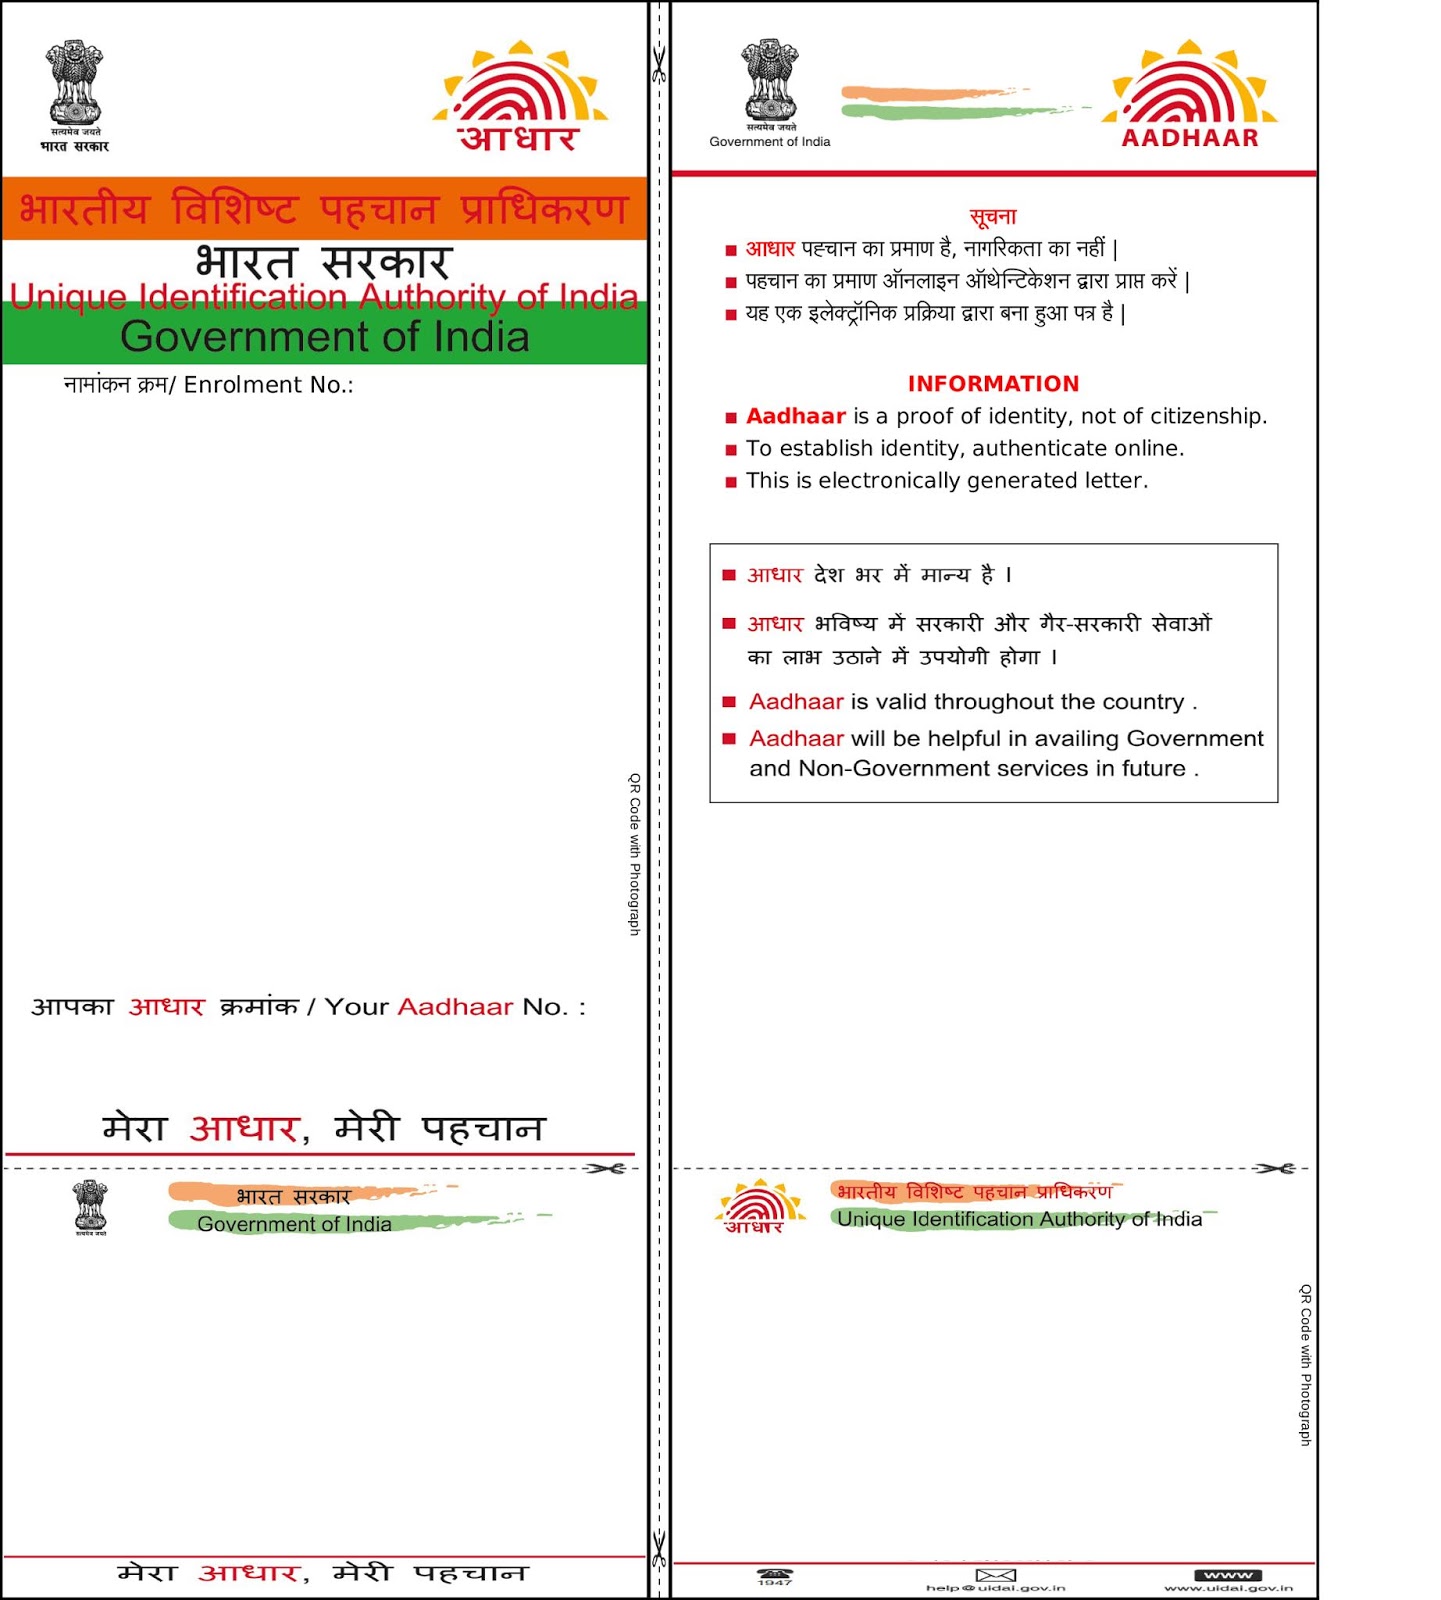 सत्यमेव जयते
भारत सरकार
आधार
भारतीय विशिष्ट पहचान प्राधिकरण
भारत सरकार
Unique Identification Authority of India
Government of India
नामांकन क्रम/ Enrolment No.:
QR Code with Photograph
आपका आधार क्रमांक / Your Aadhaar No. :
मेरा आधार, मेरी पहचान
सत्यमेव जयते
Government of India
AADHAAR
सूचना
आधार पह्चान का प्रमाण है, नागरिकता का नहीं |
पहचान का प्रमाण ऑनलाइन ऑथेन्टिकेशन द्वारा प्राप्त करें |
यह एक इलेक्ट्रॉनिक प्रक्रिया द्वारा बना हुआ पत्र है |
INFORMATION
Aadhaar is a proof of identity, not of citizenship.
To establish identity, authenticate online.
This is electronically generated letter.
आधार देश भर में मान्य है ।
आधार भविष्य में सरकारी और गैर-सरकारी सेवाओं
का लाभ उठाने में उपयोगी होगा ।
Aadhaar is valid throughout the country .
Aadhaar will be helpful in availing Government
and Non-Government services in future .
सत्यमेव जयते
भारत सरकार
Government of India
मेरा आधार, मेरी पहचान
आधार
भारतीय विशिष्ट पहचान प्राधिकरण
Unique Identification Authority of India
QR Code with Photograph
1947
help@uidai.gov.in
www
www.uidai.gov.in